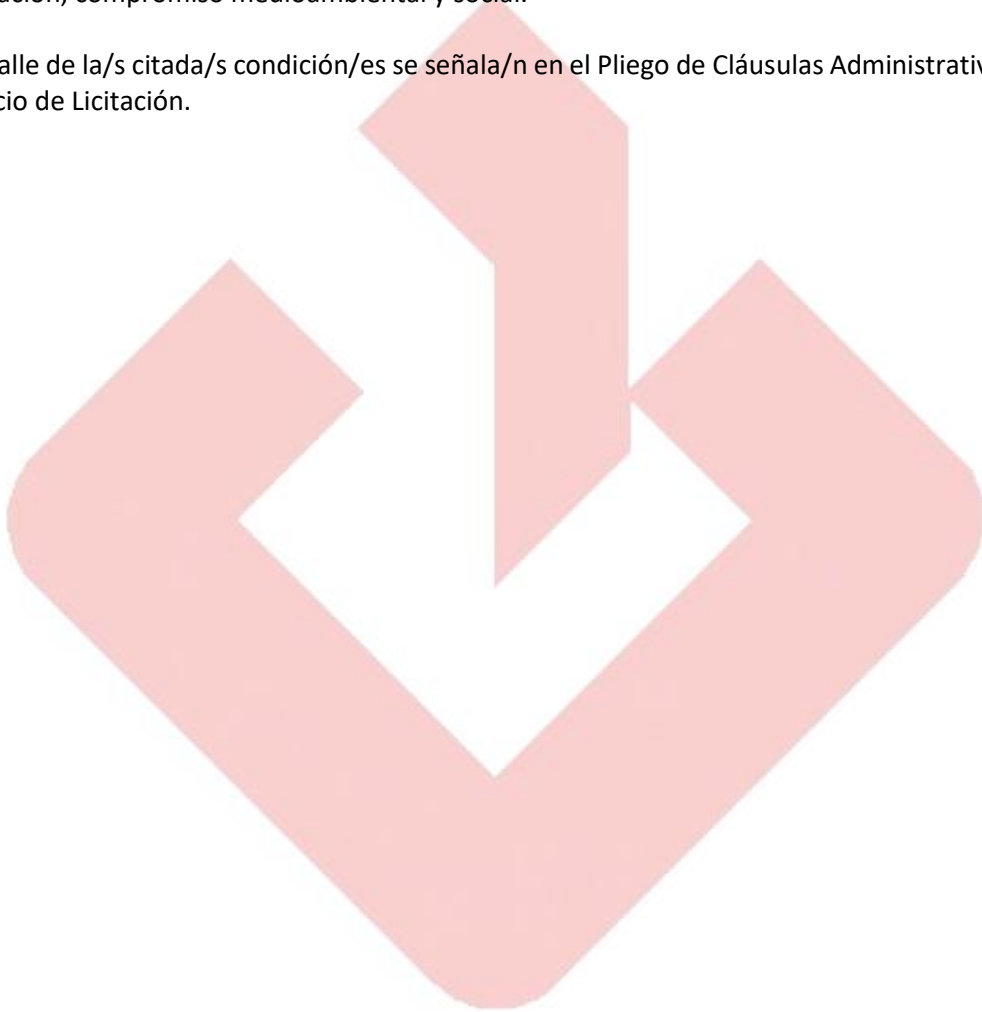 ación, compromiso medioambiental y social.
alle de la/s citada/s condición/es se señala/n en el Pliego de Cláusulas Administrativ
cio de Licitación.